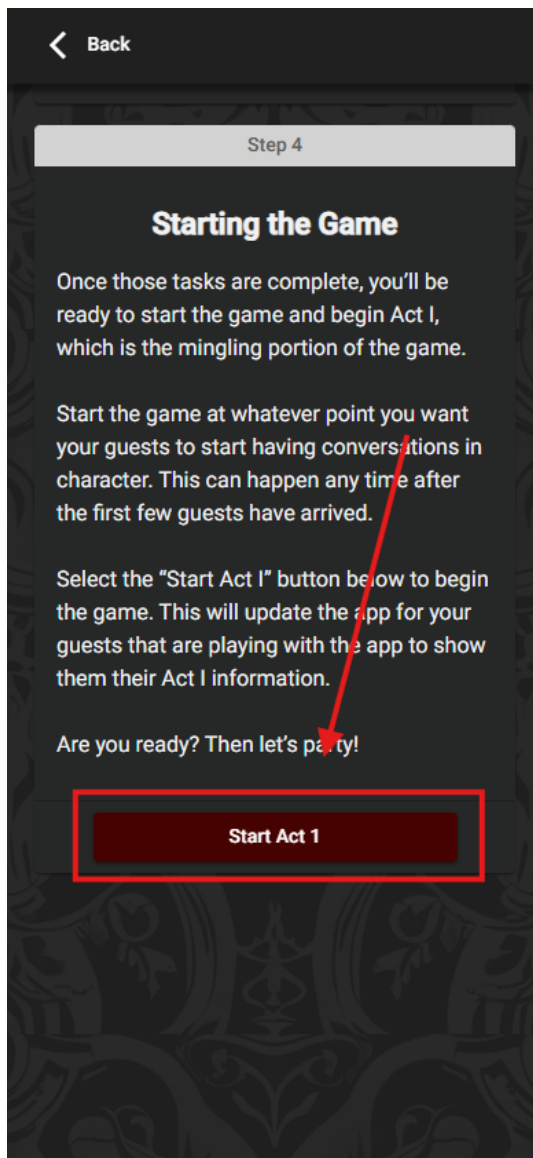 Back
Step 4
Starting the Game
Once those tasks are complete, you’ll be
ready to start the game and begin Act I,
which is the mingling portion of the game.
Start the game at whatever point you want
your guests to start having conversations in
character. This can happen any time after
the first few guests have arrived.
Select the “Start Act I” button below to begin
the game. This will update the app for your
guests that are playing with the app to show
them their Act I information.
Are you ready? Then let’s party!
Start Act 1